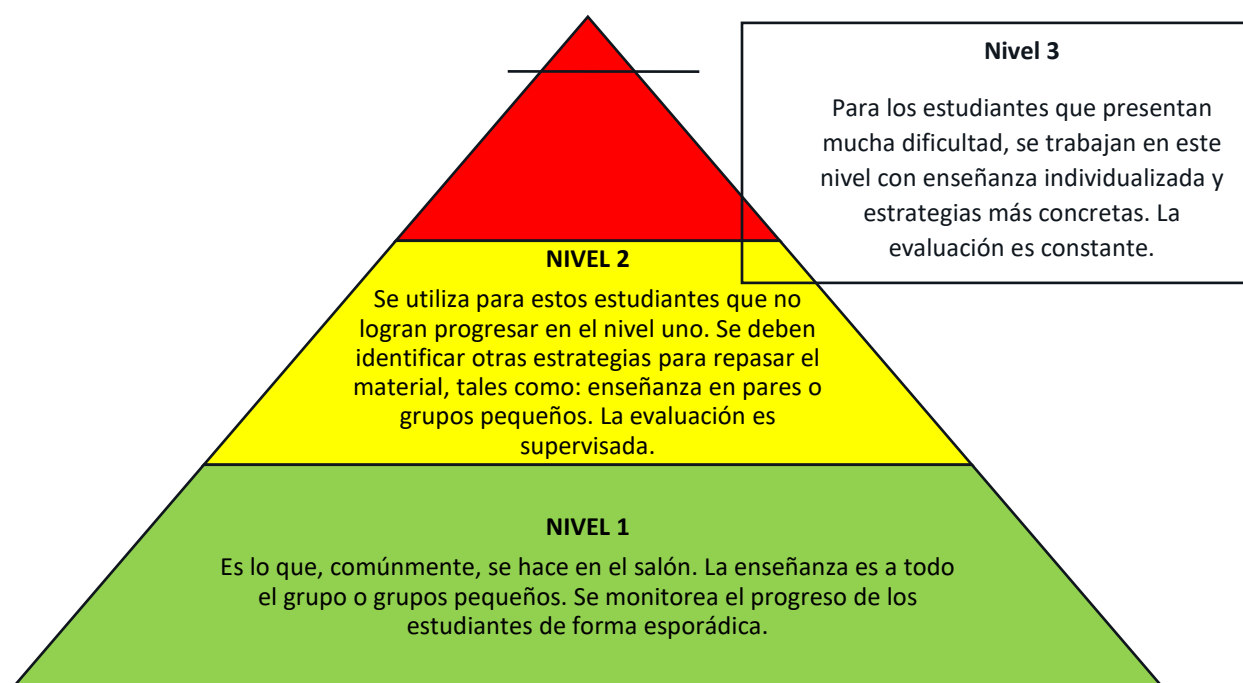 Nivel 3
Para los estudiantes que presentan
mucha dificultad, se trabajan en este
nivel con enseñanza individualizada y
estrategias más concretas. La
evaluación es constante.
NIVEL 2
Se utiliza para estos estudiantes que no
logran progresar en el nivel uno. Se deben
identificar otras estrategias para repasar el
material, tales como: enseñanza en pares o
grupos pequeños. La evaluación es
supervisada.
NIVEL 1
Es lo que, comúnmente, se hace en el salón. La enseñanza es a todo
el grupo o grupos pequeños. Se monitorea el progreso de los
estudiantes de forma esporádica.